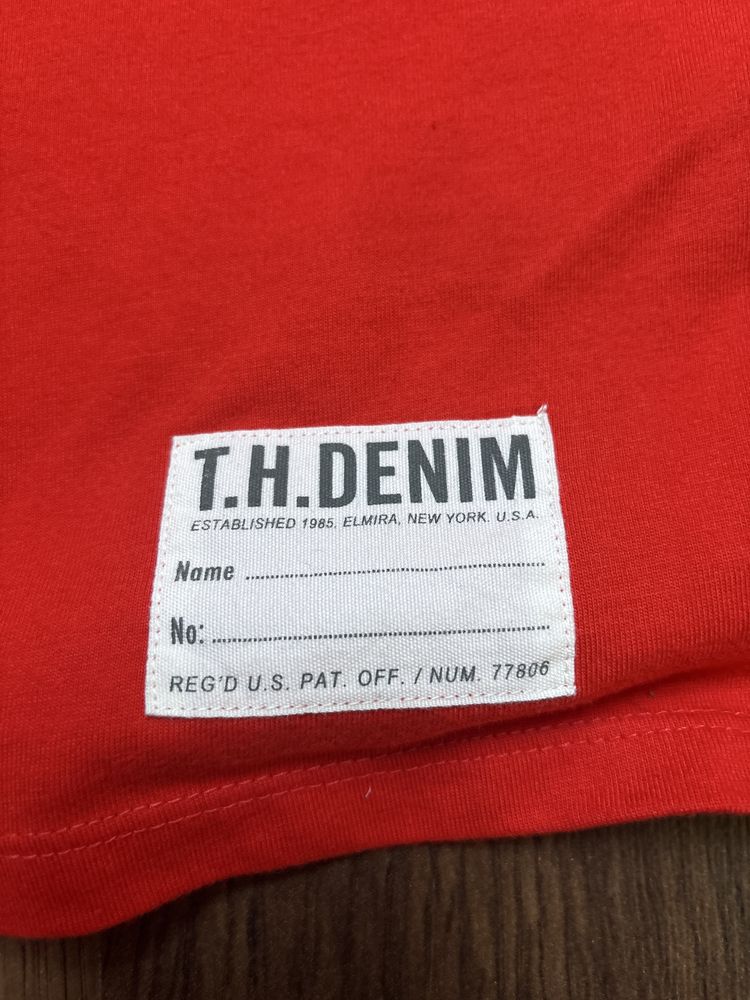 T.H.DENIM
ESTABLISHED 1985. ELMIRA, NEW YORK. U.S.A.
Name ........................................
No: .............................................
REG'D U.S. PAT. OFF. / NUM. 77806